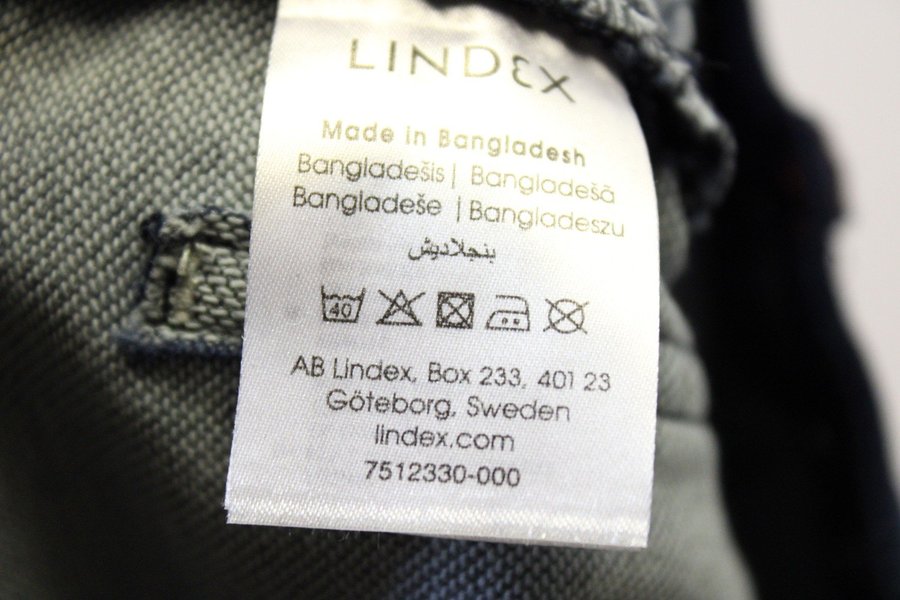 LINDEX
Made in Bangladesh
Bangladešis | Bangladešā
Bangladeše | Bangladeszu
بنجلاديش
40
AB Lindex, Box 233, 401 23
Göteborg, Sweden
lindex.com
7512330-000